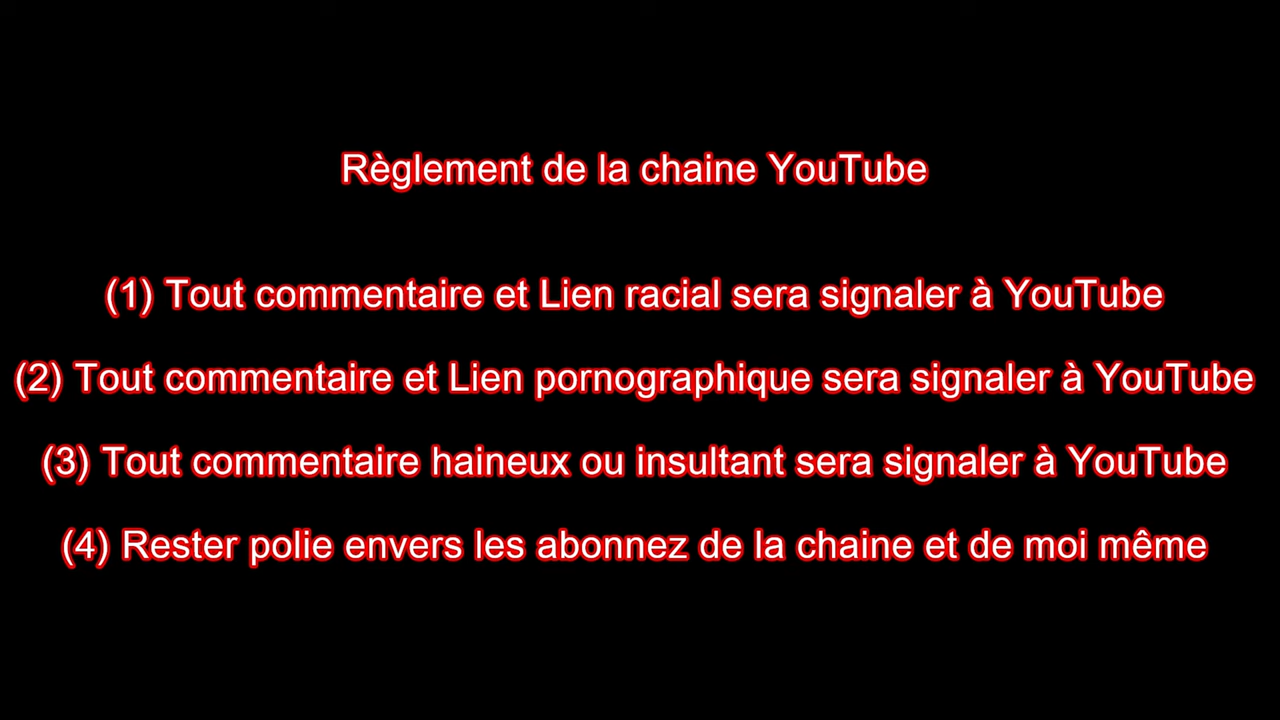 Règlement de la chaine YouTube
(1) Tout commentaire et Lien racial sera signaler à YouTube
(2) Tout commentaire et Lien pornographique sera signaler à YouTube
(3) Tout commentaire haineux ou insultant sera signaler à YouTube
(4) Rester polie envers les abonnez de la chaine et de moi même